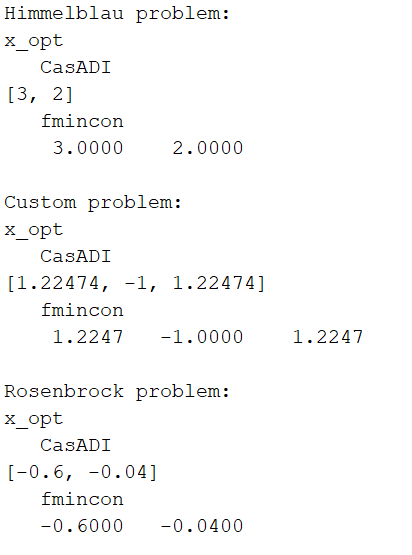 Himmelblau problem:
x_opt
   CasADI
[3, 2]
   fmincon
    3.0000    2.0000

Custom problem:
x_opt
   CasADI
[1.22474, -1, 1.22474]
   fmincon
    1.2247   -1.0000    1.2247

Rosenbrock problem:
x_opt
   CasADI
[-0.6, -0.04]
   fmincon
   -0.6000   -0.0400